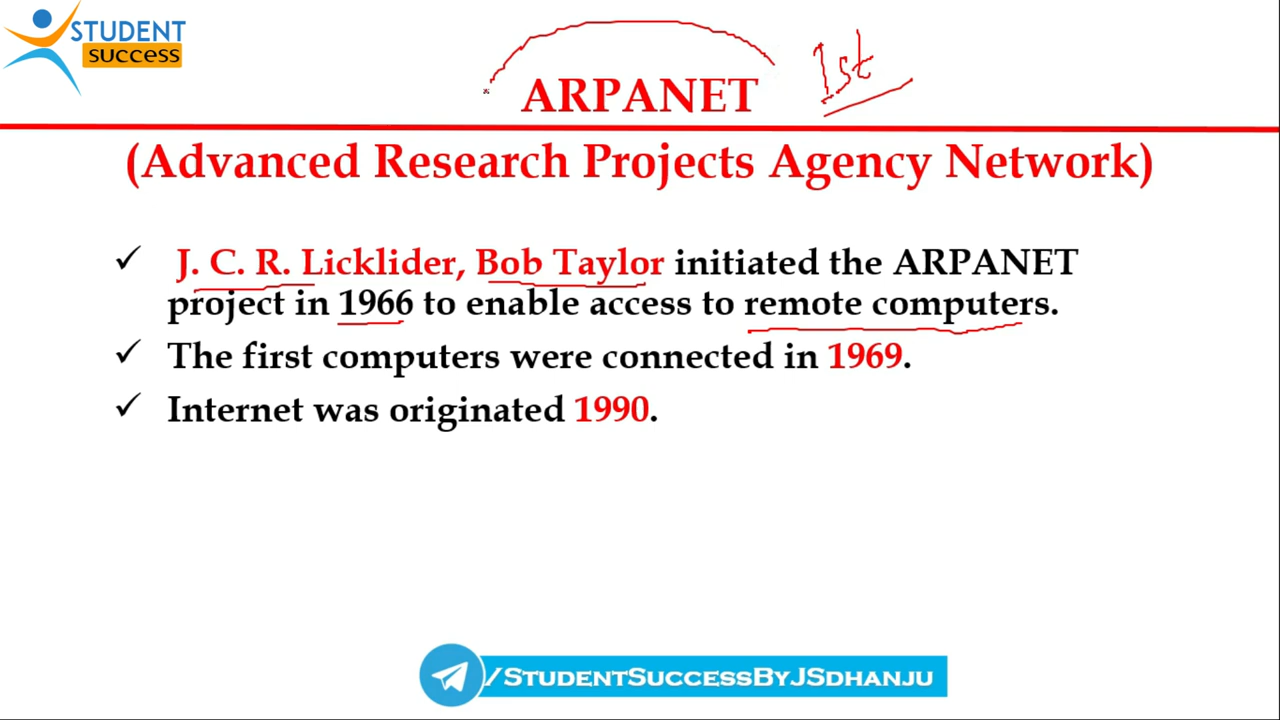 STUDENT
success
ARPANET
1st
(Advanced Research Projects Agency Network)
✓ J. C. R. Licklider, Bob Taylor initiated the ARPANET
project in 1966 to enable access to remote computers.
✓ The first computers were connected in 1969.
✓ Internet was originated 1990.
/StudentSuccessByJSdhanju